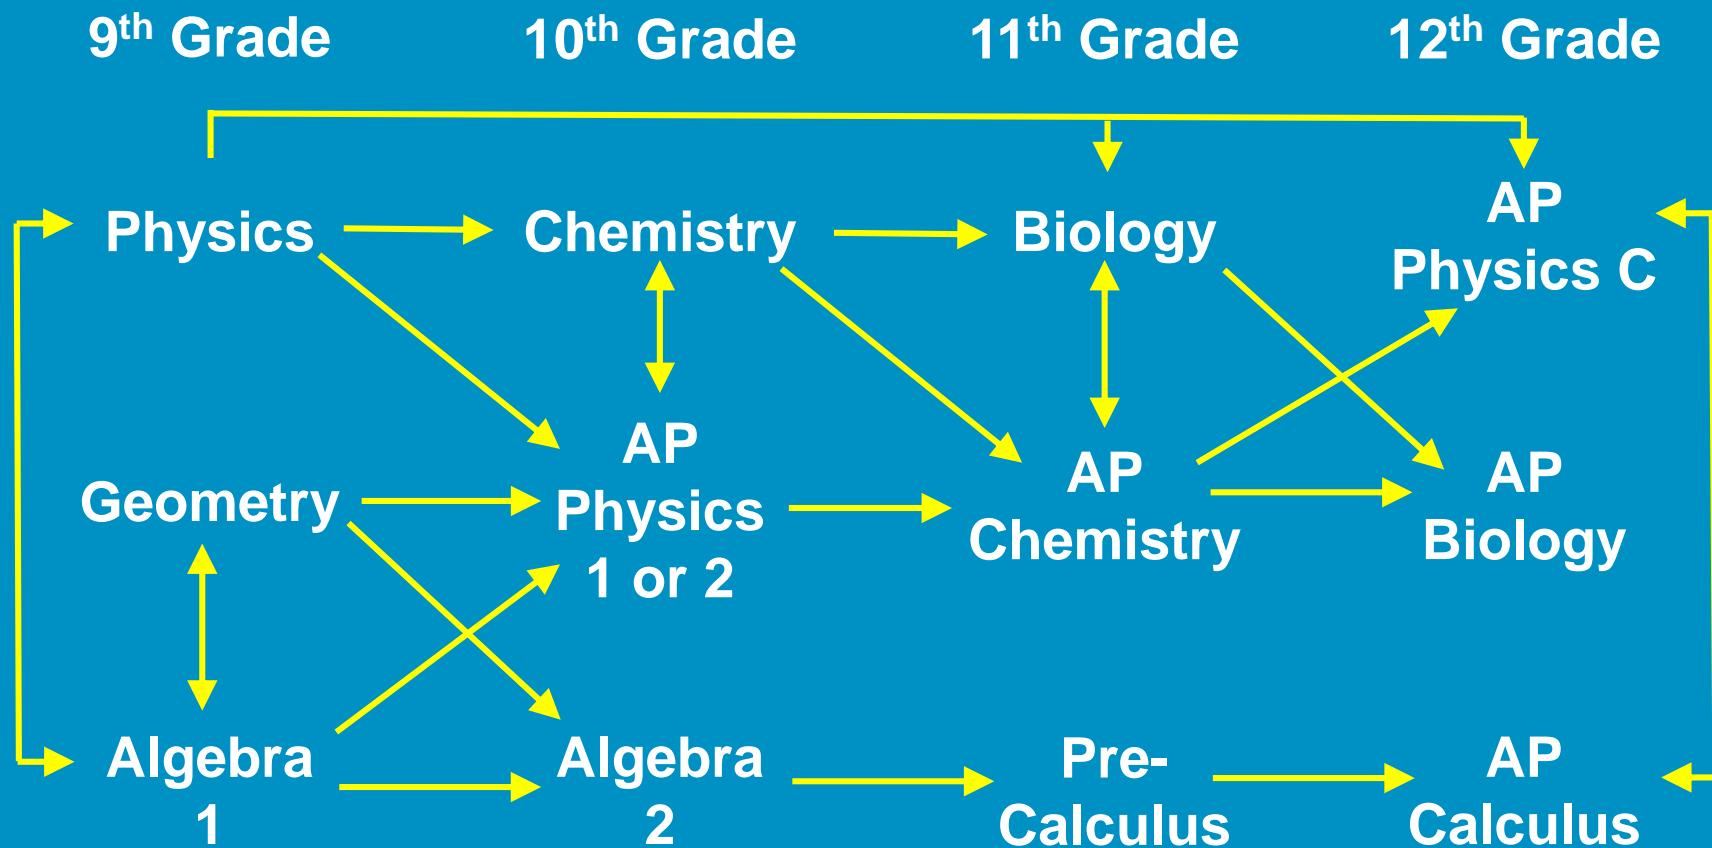 9th Grade 10th Grade 11th Grade 12th Grade
Physics
Chemistry
Biology
AP
Physics C
Geometry
AP
Physics
1 or 2
AP
Chemistry
AP
Biology
Algebra
1
Algebra
2
Pre-
Calculus
AP
Calculus